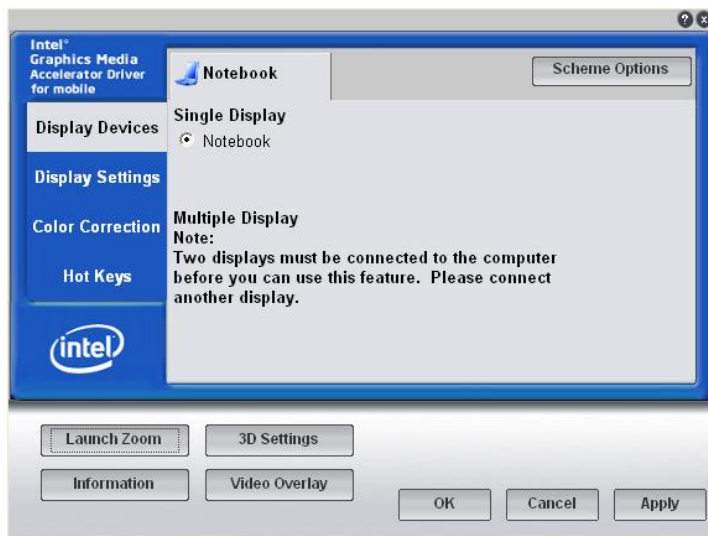 Intel®
Graphics Media
Accelerator Driver
for mobile
Notebook
Scheme Options
Display Devices
Display Settings
Color Correction
Hot Keys
intel
Single Display
Notebook
Multiple Display
Note:
Two displays must be connected to the computer
before you can use this feature. Please connect
another display.
Launch Zoom
3D Settings
Information
Video Overlay
OK
Cancel
Apply